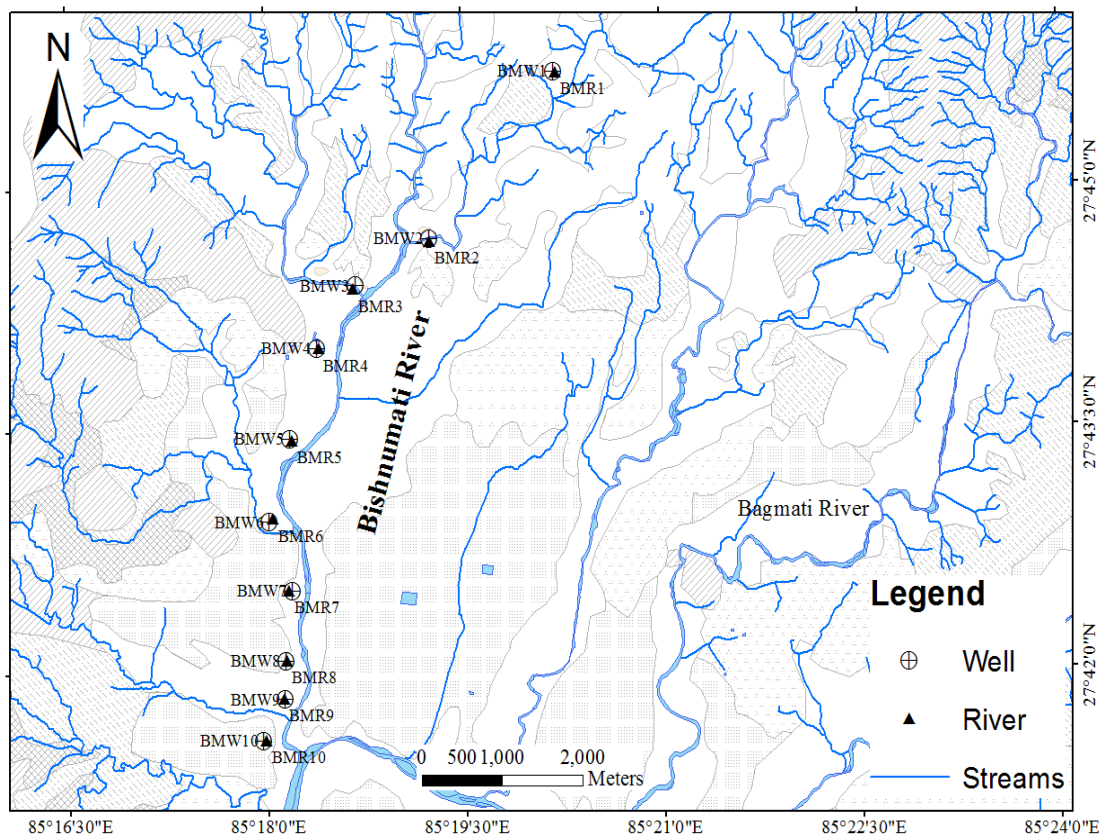 N
BMW1
BMR1
27°45'0"N
BMW2
BMR2
BMW3
BMR3
Bishnumati River
BMW4
BMR4
27°43'30"N
BMW5
BMR5
Bagmati River
BMW6
BMR6
BMW7
BMR7
Legend
BMW8
BMR8
Well
27°42'0"N
BMW9
BMR9
River
BMW10
BMR10
0 500 1,000 2,000
Meters
Streams
85°16'30"E 85°18'0"E 85°19'30"E 85°21'0"E 85°22'30"E 85°24'0"E